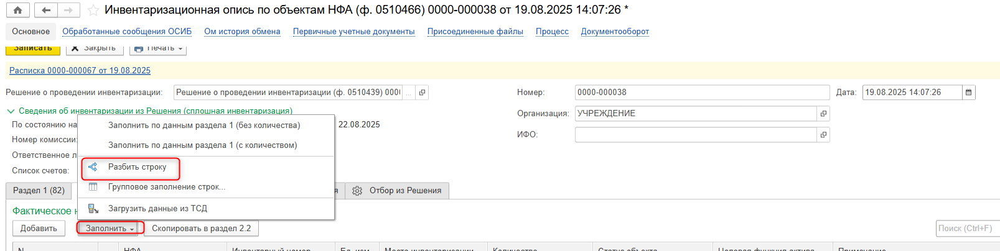 Инвентаризационная опись по объектам НФА (ф. 0510466) 0000-000038 от 19.08.2025 14:07:26 *
Основное Обработанные сообщения ОСИБ Ом история обмена Первичные учетные документы Присоединенные файлы Процесс Документооборот
Записать Закрыть Печать
Расписка 0000-000067 от 19.08.2025
Решение о проведении инвентаризации: Решение о проведении инвентаризации (ф. 0510439) 000 ... Номер: 0000-000038 Дата: 19.08.2025 14:07:26
Сведения об инвентаризации из Решения (сплошная инвентаризация) Организация: УЧРЕЖДЕНИЕ
По состоянию на 22.08.2025 ИФО:
Номер комиссии:
Ответственное л
Список счетов:
Заполнить по данным раздела 1 (без количества)
Заполнить по данным раздела 1 (с количеством)
Разбить строку
Групповое заполнение строк...
Загрузить данные из ТСД
Раздел 1 (82) я Отбор из Решения
Фактическое н
Добавить Заполнить Скопировать в раздел 2.2 Поиск (Ctrl+F)
N НФА Инвентарный номер Ед. изм. Место инвентаризации Количество Статус объекта Целевая функция актива Примечание